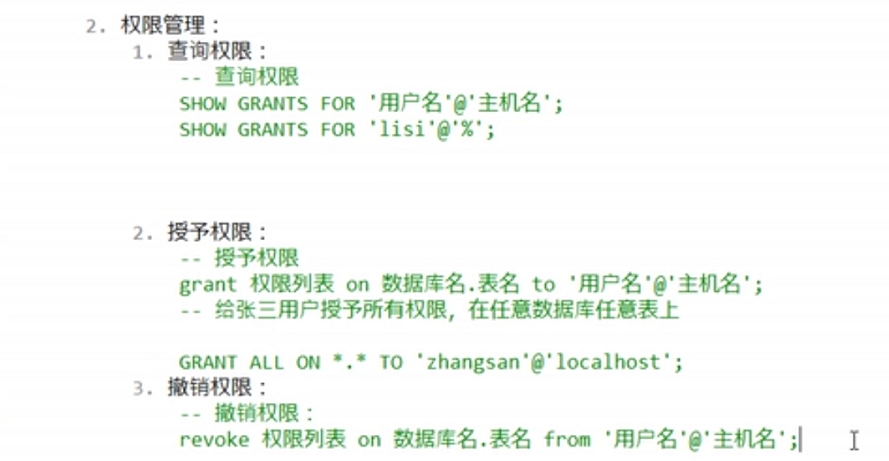 2. 权限管理：
1. 查询权限：
-- 查询权限
SHOW GRANTS FOR '用户名'@'主机名';
SHOW GRANTS FOR 'lisi'@'%';
2. 授予权限：
-- 授予权限
grant 权限列表 on 数据库名.表名 to '用户名'@'主机名';
-- 给张三用户授予所有权限，在任意数据库任意表上
GRANT ALL ON *.* TO 'zhangsan'@'localhost';
3. 撤销权限：
-- 撤销权限：
revoke 权限列表 on 数据库名.表名 from '用户名'@'主机名';